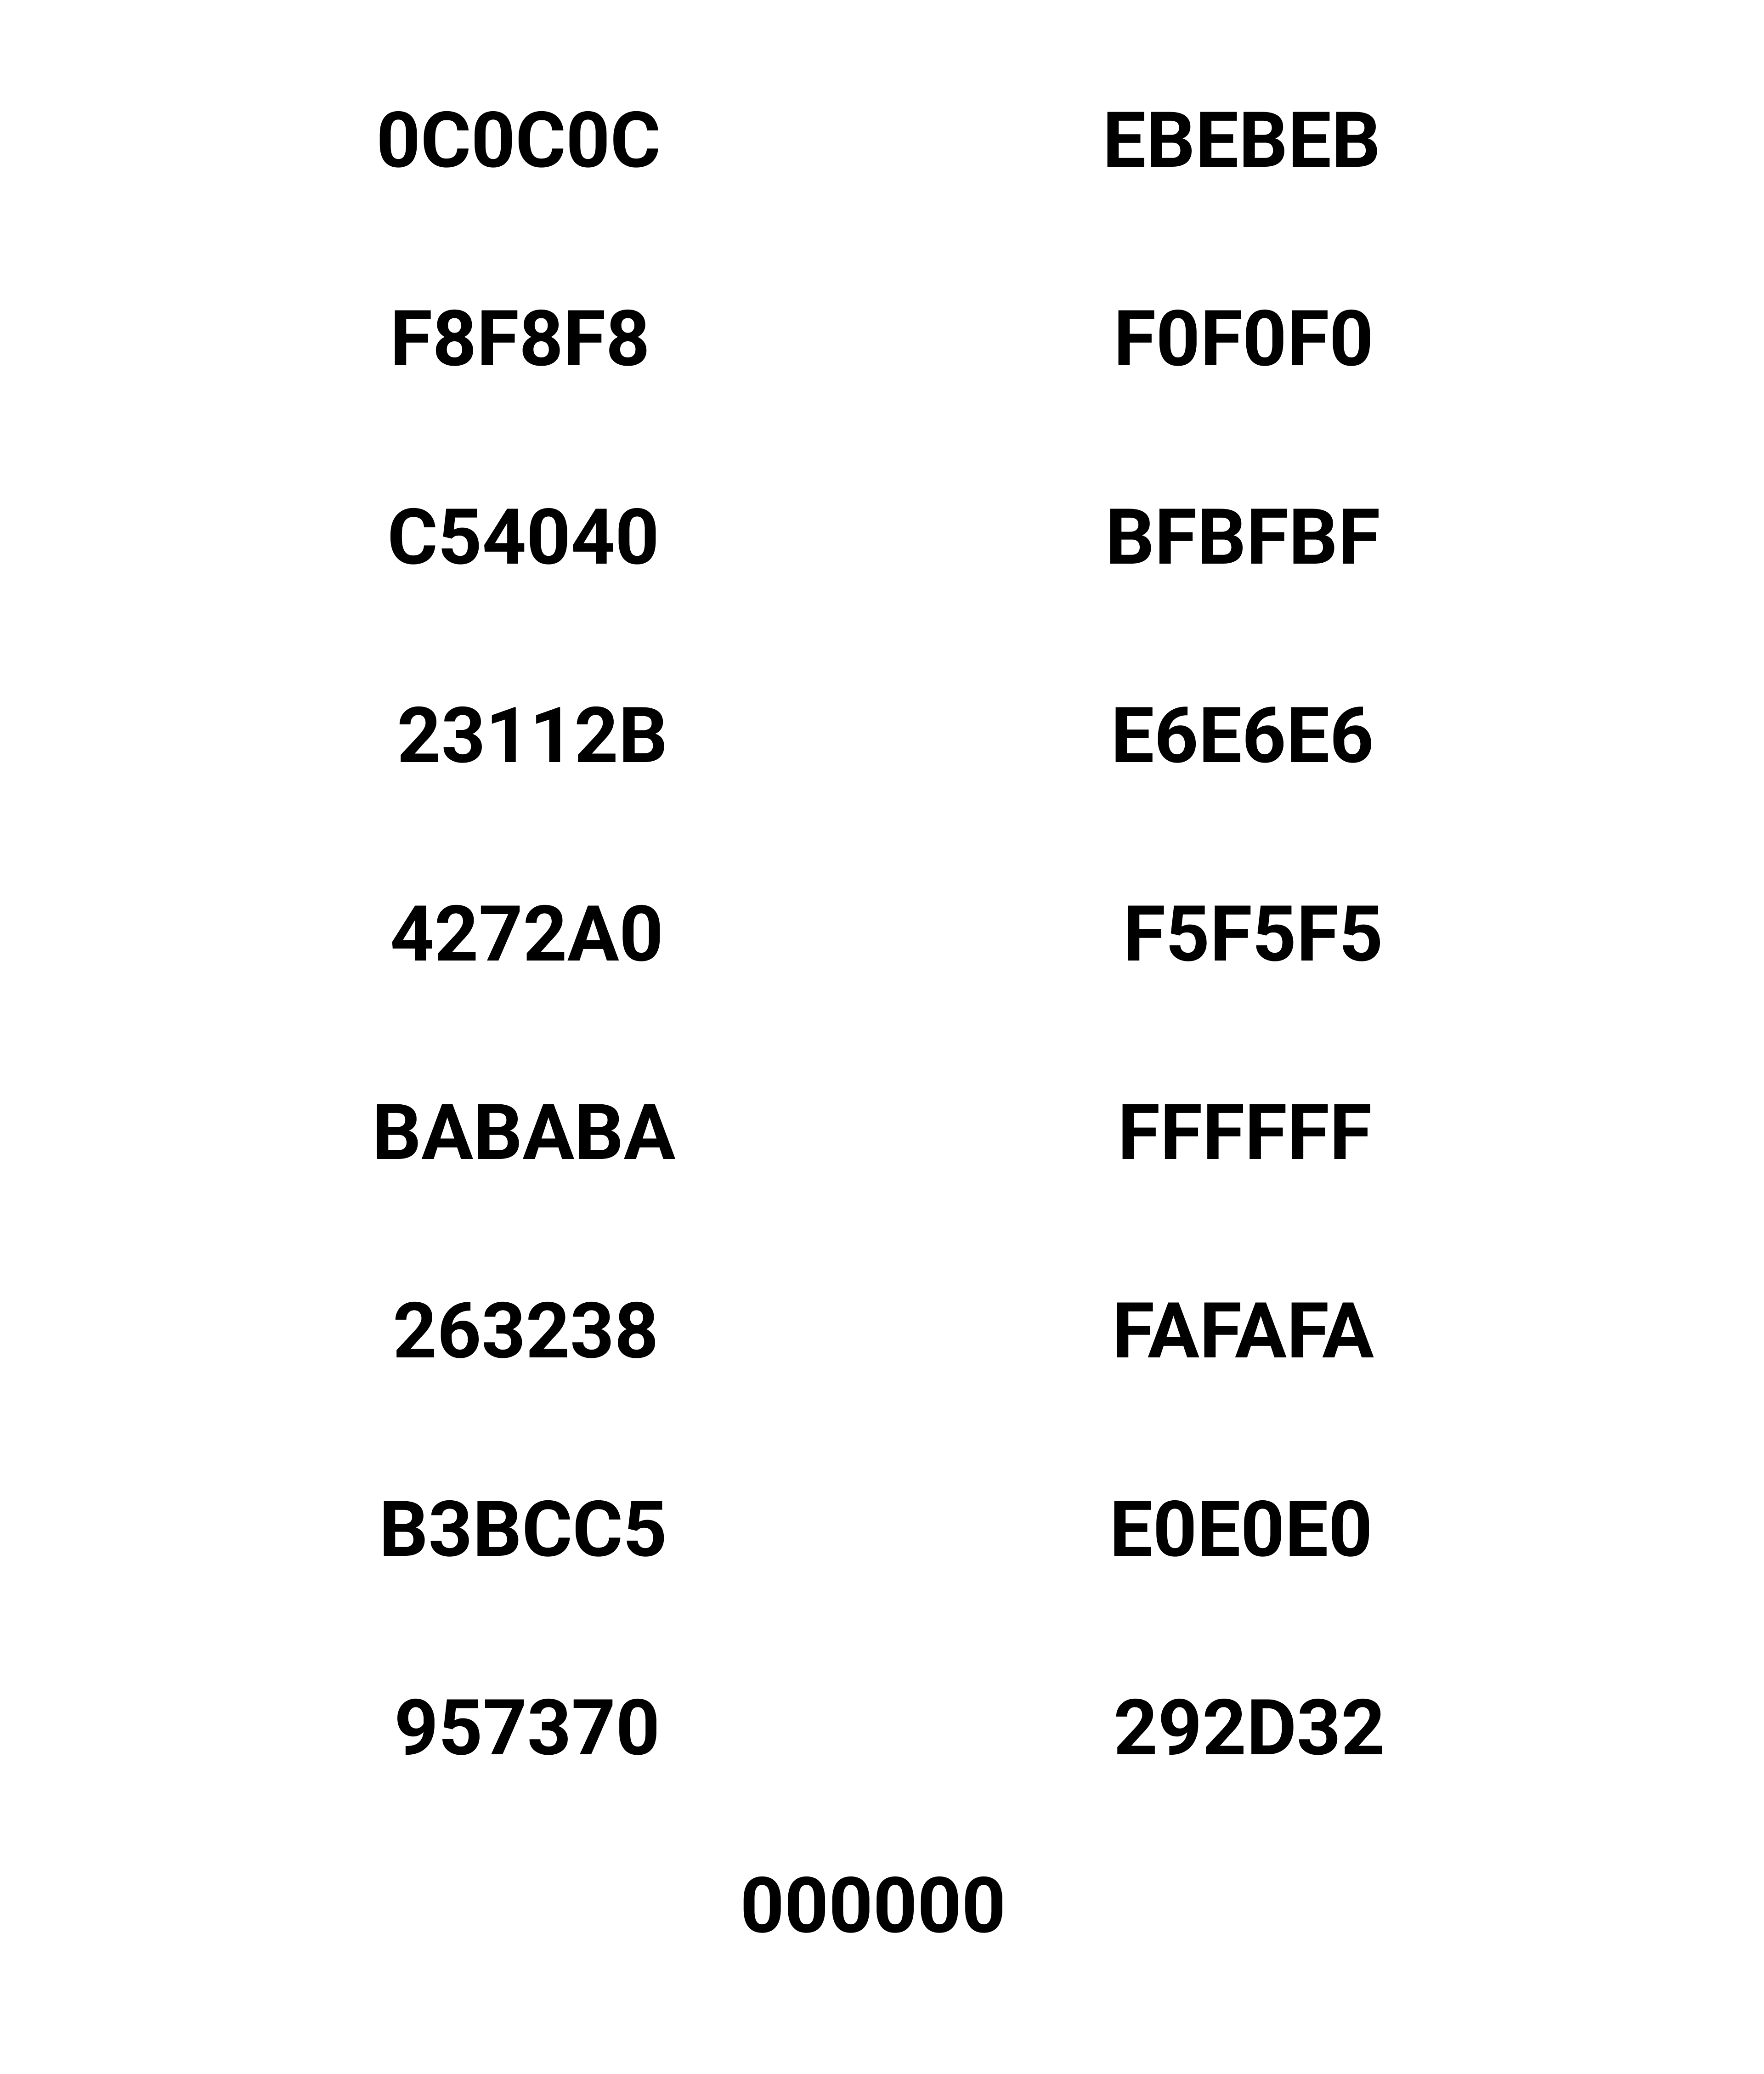 0C0C0C EBEBEB
F8F8F8 F0F0F0
C54040 BFBFBF
23112B E6E6E6
4272A0 F5F5F5
BABABA FFFFFF
263238 FAFAFA
B3BCC5 E0E0E0
957370 292D32
000000